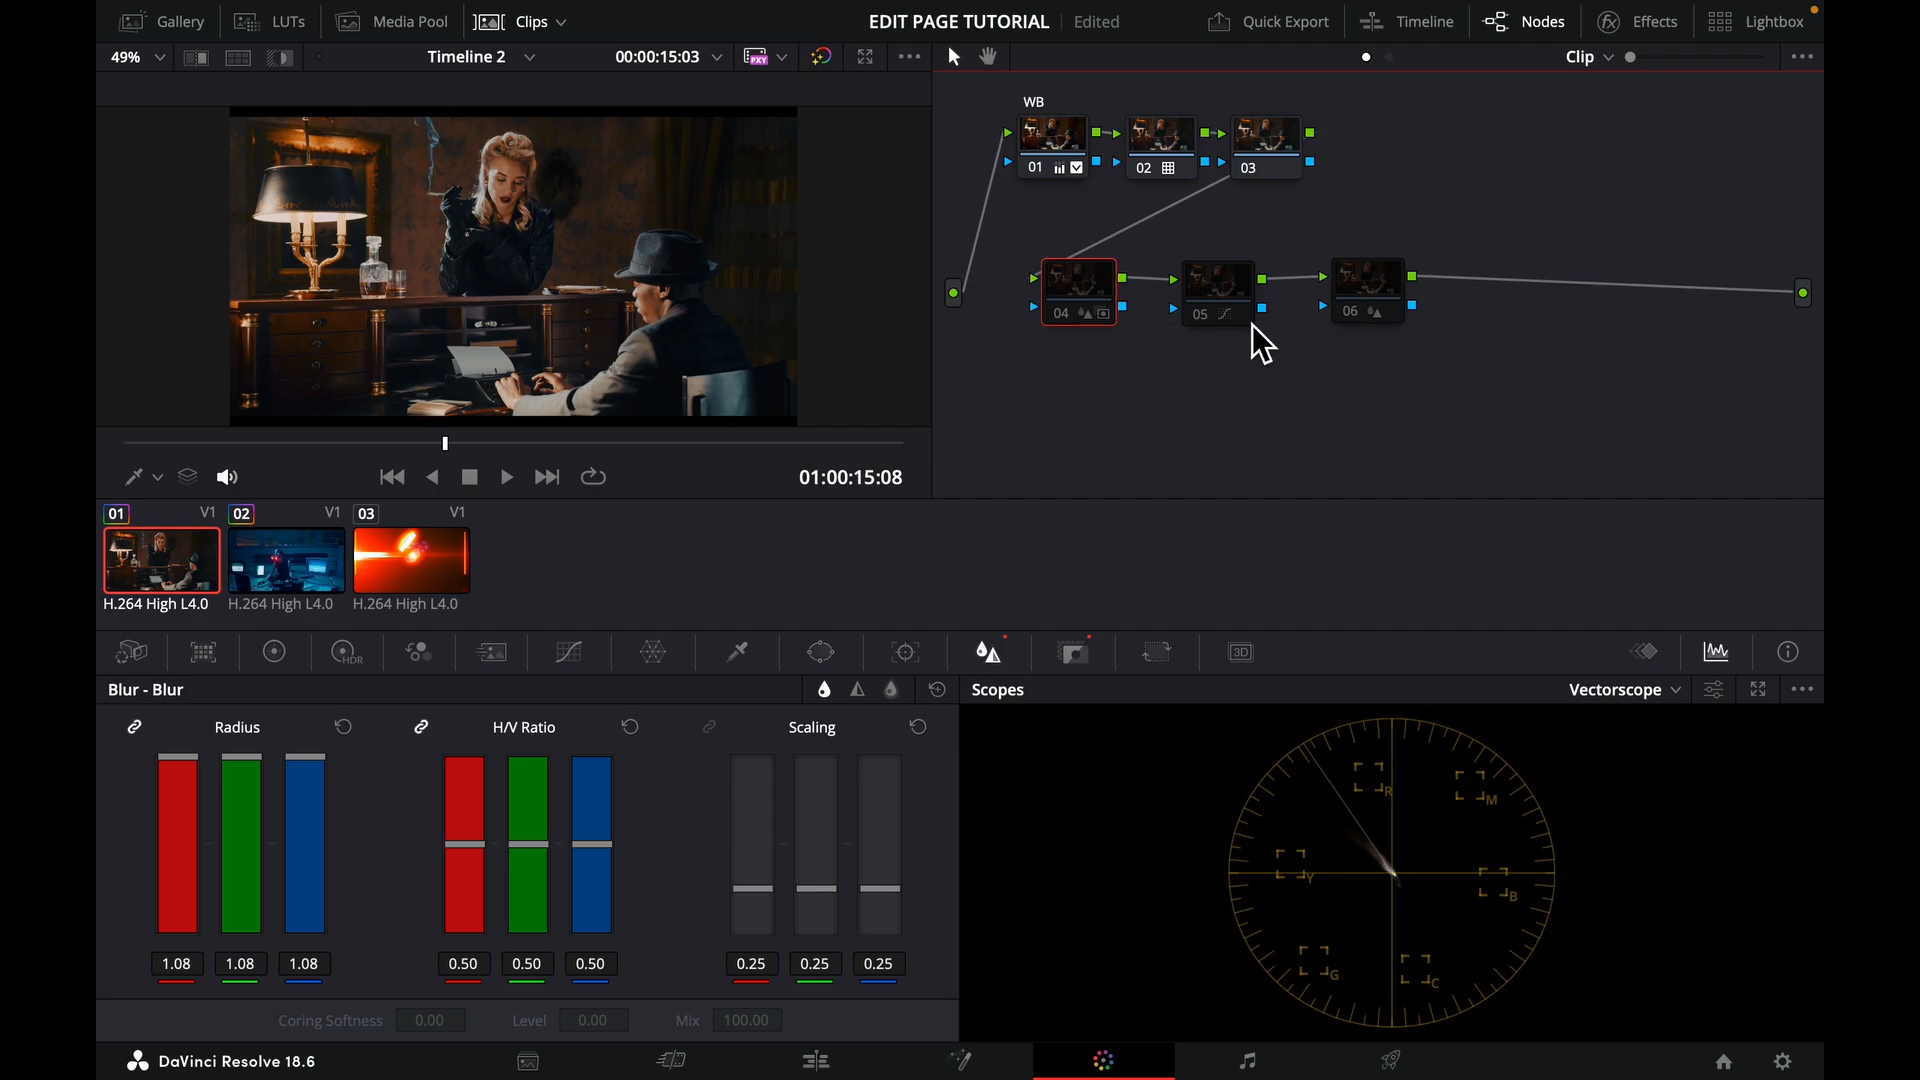 Gallery LUTs Media Pool Clips EDIT PAGE TUTORIAL Edited Quick Export Timeline Nodes Effects Lightbox
49% Timeline 2 00:00:15:03 PXY Clip
WB
01 02 03
04 05 06
01:00:15:08
01 V1 02 V1 03 V1
H.264 High L4.0 H.264 High L4.0 H.264 High L4.0
HDR 3D
Blur - Blur Scopes Vectorscope
Radius H/V Ratio Scaling
R M
Y B
G C
1.08 1.08 1.08 0.50 0.50 0.50 0.25 0.25 0.25
Coring Softness 0.00 Level 0.00 Mix 100.00
DaVinci Resolve 18.6